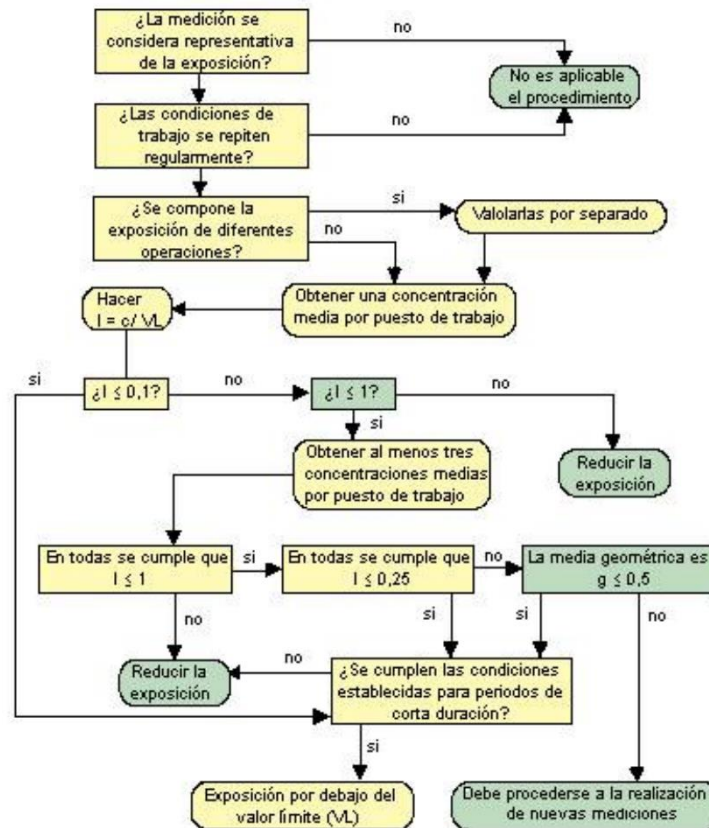 ¿La medición se
considera representativa
de la exposición?
no
No es aplicable
el procedimiento
¿Las condiciones de
trabajo se repiten
regularmente?
no
¿Se compone la
exposición de diferentes
operaciones?
si
Valolarlas por separado
no
Hacer
I = c/ VL
Obtener una concentración
media por puesto de trabajo
si
¿I ≤ 0,1?
no
¿I ≤ 1?
no
si
Reducir la
exposición
Obtener al menos tres
concentraciones medias
por puesto de trabajo
En todas se cumple que
I ≤ 1
si
En todas se cumple que
I ≤ 0,25
no
La media geométrica es
g ≤ 0,5
no
si
si
no
Reducir la
exposición
no
¿Se cumplen las condiciones
establecidas para periodos de
corta duración?
si
Exposición por debajo del
valor límite (VL)
Debe procederse a la realización
de nuevas mediciones